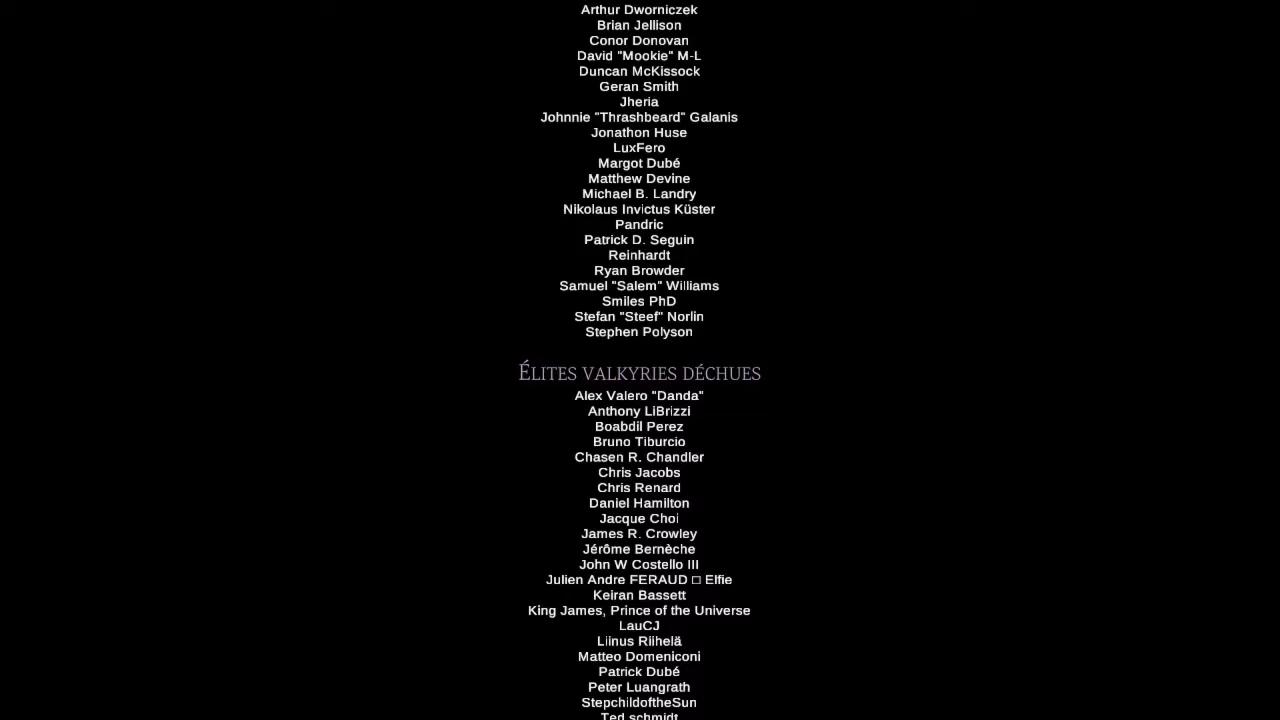 Arthur Dworniczek
Brian Jellison
Conor Donovan
David "Mookie" M-L
Duncan McKissock
Geran Smith
Jheria
Johnnie "Thrashbeard" Galanis
Jonathon Huse
LuxFero
Margot Dubé
Matthew Devine
Michael B. Landry
Nikolaus Invictus Küster
Pandric
Patrick D. Seguin
Reinhardt
Ryan Browder
Samuel "Salem" Williams
Smiles PhD
Stefan "Steef" Norlin
Stephen Polyson
Élites valkyries déchues
Alex Valero "Danda"
Anthony LiBrizzi
Boabdil Perez
Bruno Tiburcio
Chasen R. Chandler
Chris Jacobs
Chris Renard
Daniel Hamilton
Jacque Choi
James R. Crowley
Jérôme Bernèche
John W Costello III
Julien Andre FERAUD □ Elfie
Keiran Bassett
King James, Prince of the Universe
LauCJ
Liinus Riihelä
Matteo Domeniconi
Patrick Dubé
Peter Luangrath
StepchildoftheSun
Ted schmidt